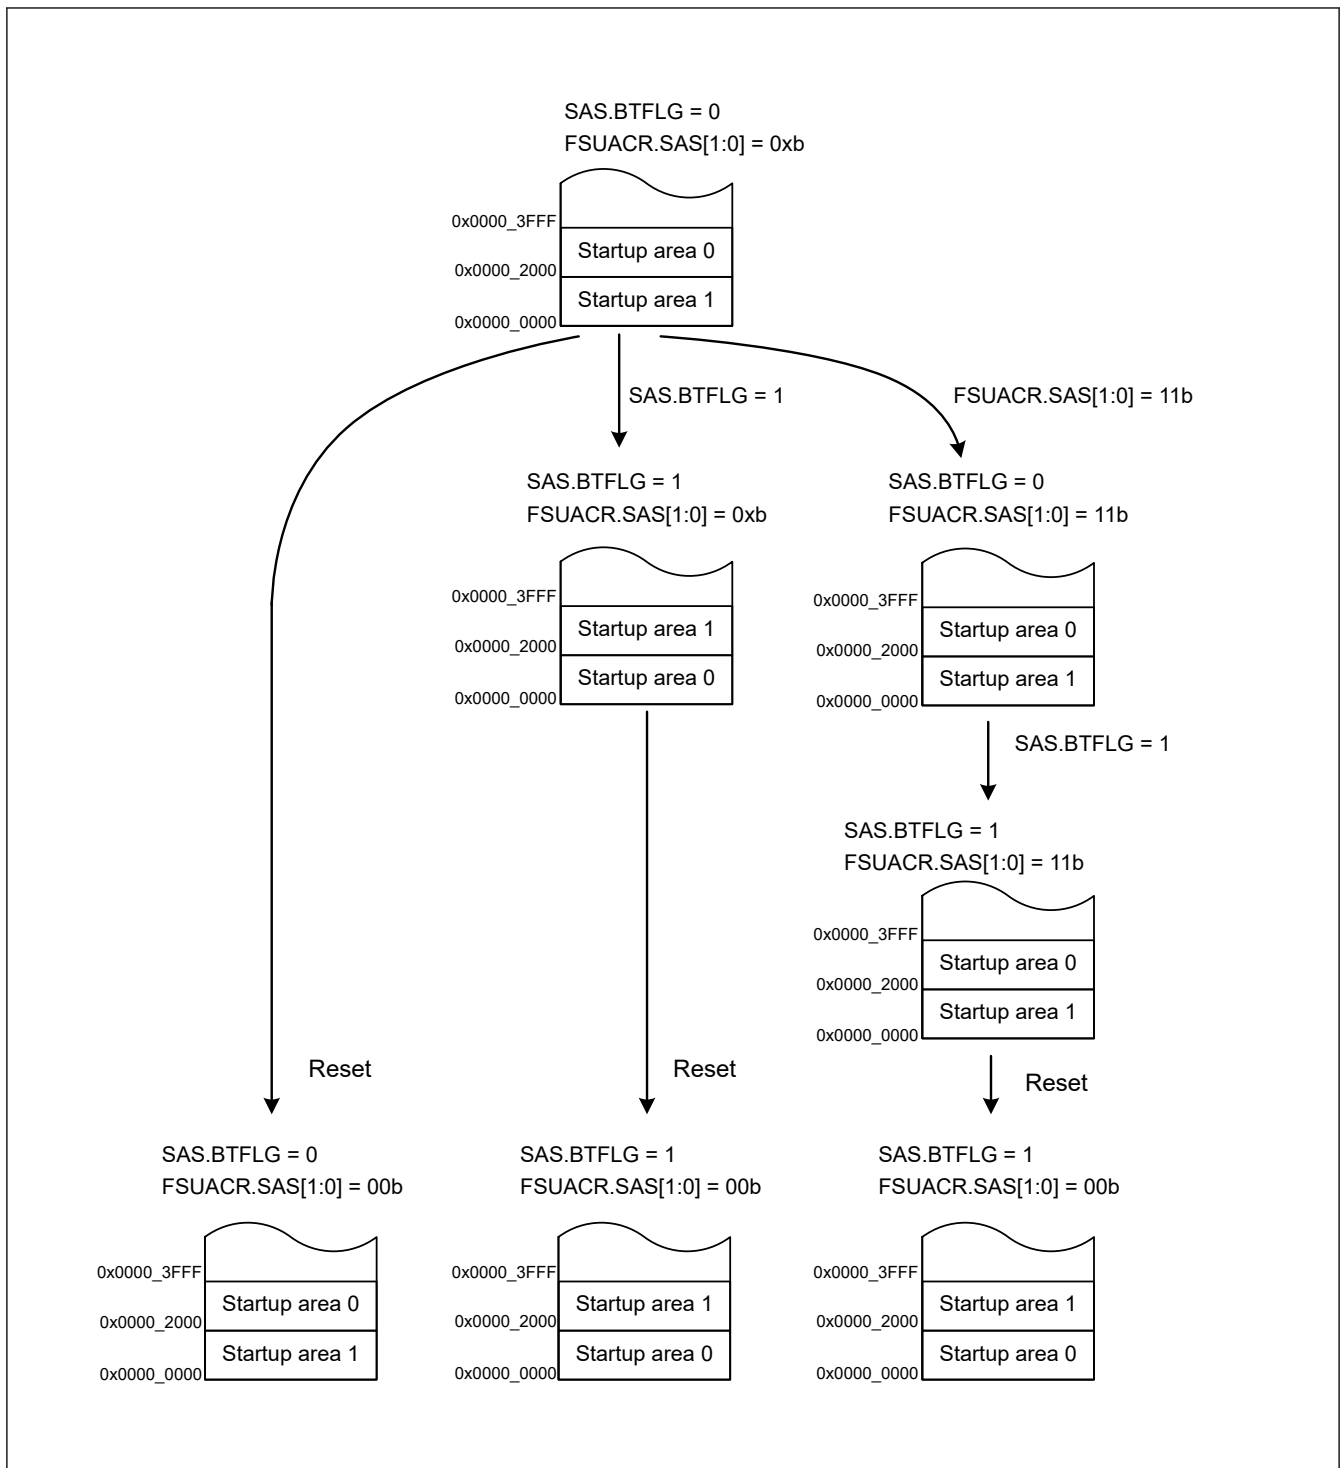 SAS.BTFLG = 0
FSUACR.SAS[1:0] = 0xb
0x0000_3FFF
Startup area 0
0x0000_2000
Startup area 1
0x0000_0000
SAS.BTFLG = 1
FSUACR.SAS[1:0] = 11b
SAS.BTFLG = 1
FSUACR.SAS[1:0] = 0xb
0x0000_3FFF
Startup area 1
0x0000_2000
Startup area 0
0x0000_0000
SAS.BTFLG = 0
FSUACR.SAS[1:0] = 11b
0x0000_3FFF
Startup area 0
0x0000_2000
Startup area 1
0x0000_0000
SAS.BTFLG = 1
SAS.BTFLG = 1
FSUACR.SAS[1:0] = 11b
0x0000_3FFF
Startup area 0
0x0000_2000
Startup area 1
0x0000_0000
Reset
Reset
Reset
SAS.BTFLG = 0
FSUACR.SAS[1:0] = 00b
0x0000_3FFF
Startup area 0
0x0000_2000
Startup area 1
0x0000_0000
SAS.BTFLG = 1
FSUACR.SAS[1:0] = 00b
0x0000_3FFF
Startup area 1
0x0000_2000
Startup area 0
0x0000_0000
SAS.BTFLG = 1
FSUACR.SAS[1:0] = 00b
0x0000_3FFF
Startup area 1
0x0000_2000
Startup area 0
0x0000_0000